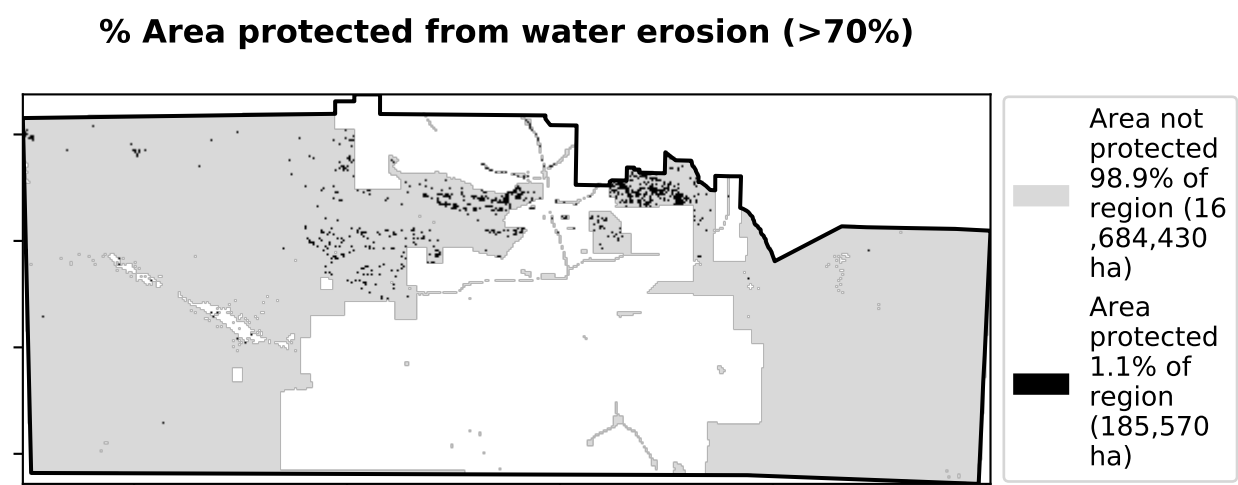 % Area protected from water erosion (>70%)
Area not
protected
98.9% of
region (16
,684,430
ha)
Area
protected
1.1% of
region
(185,570
ha)